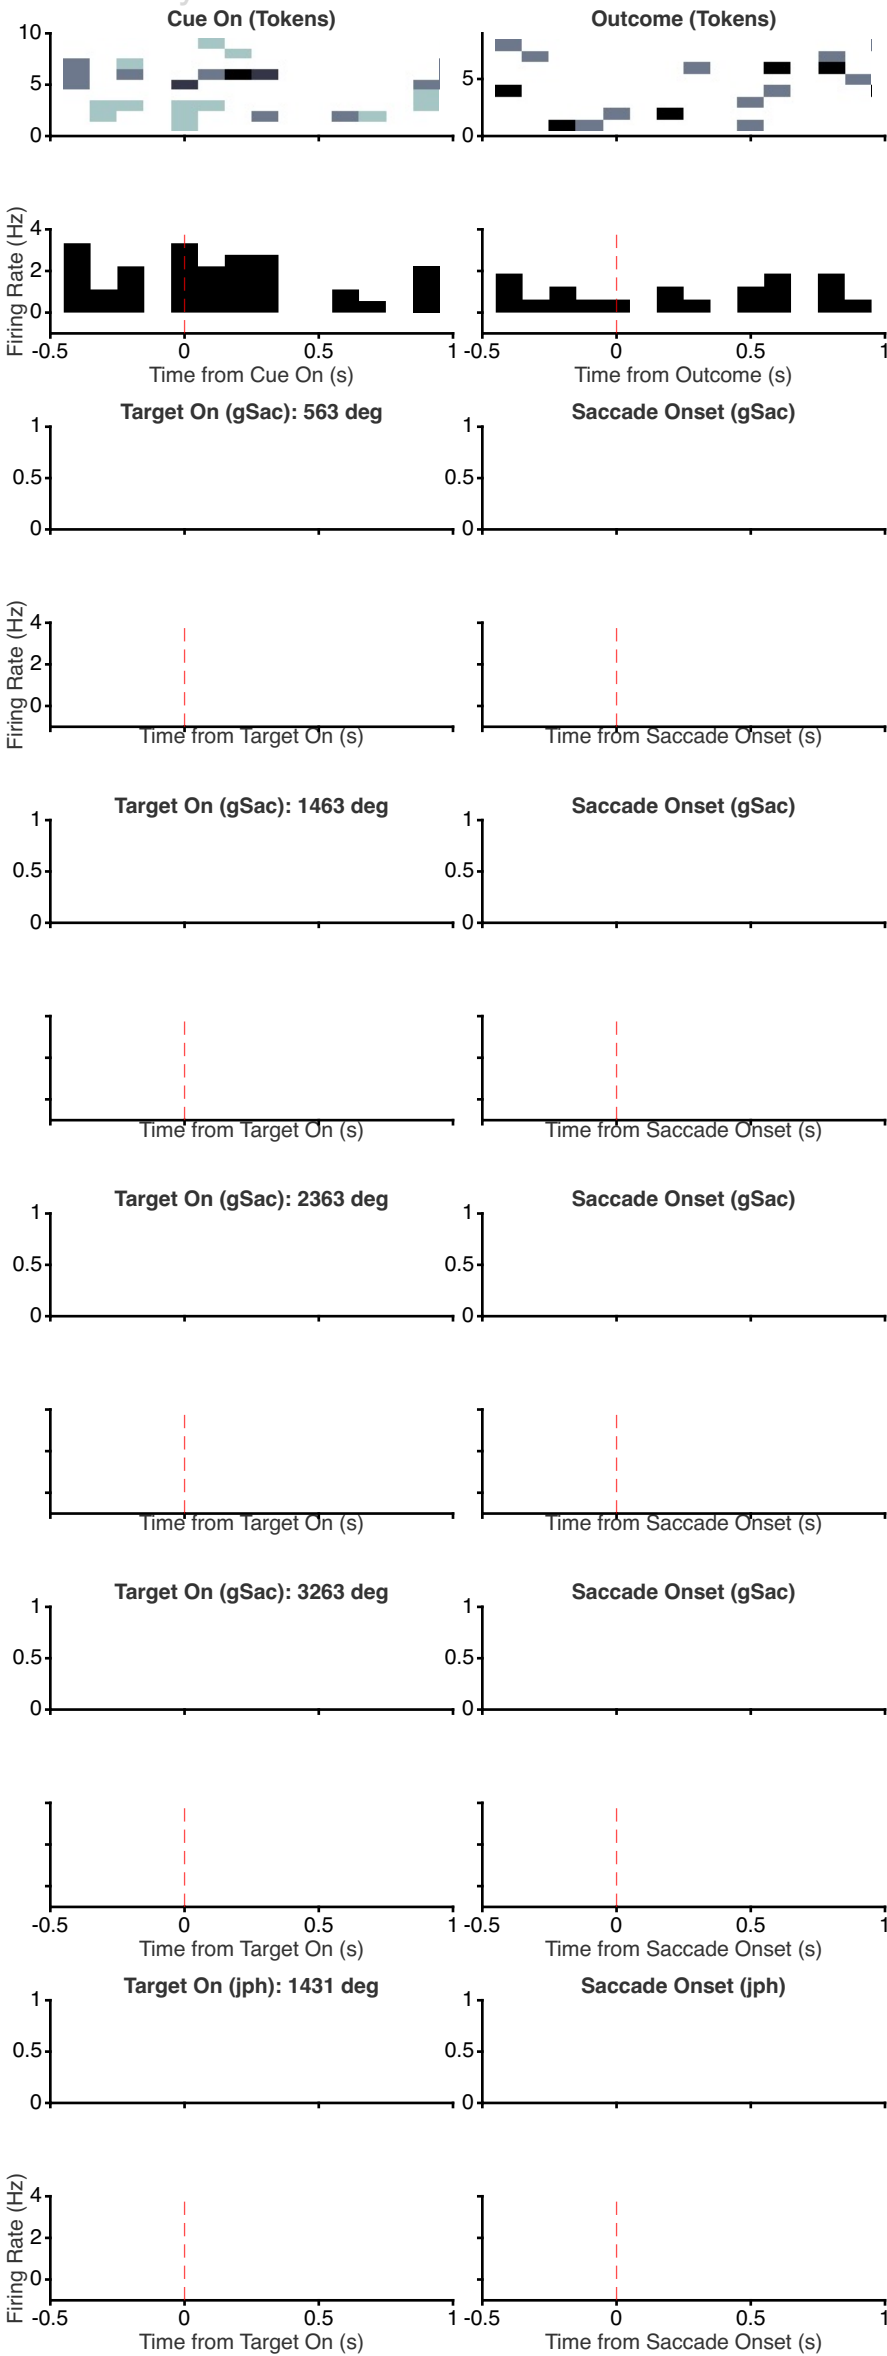 Cue On (Tokens) Outcome (Tokens)
10
5 5
0 0
Firing Rate (Hz)
4
2
0
-0.5 0 0.5 1 -0.5 0 0.5 1
Time from Cue On (s) Time from Outcome (s)
Target On (gSac): 563 deg Saccade Onset (gSac)
1 1
0.5 0.5
0 0
Firing Rate (Hz)
4
2
0
Time from Target On (s) Time from Saccade Onset (s)
Target On (gSac): 1463 deg Saccade Onset (gSac)
1 1
0.5 0.5
0 0
Time from Target On (s) Time from Saccade Onset (s)
Target On (gSac): 2363 deg Saccade Onset (gSac)
1 1
0.5 0.5
0 0
Time from Target On (s) Time from Saccade Onset (s)
Target On (gSac): 3263 deg Saccade Onset (gSac)
1 1
0.5 0.5
0 0
-0.5 0 0.5 1 -0.5 0 0.5 1
Time from Target On (s) Time from Saccade Onset (s)
Target On (jph): 1431 deg Saccade Onset (jph)
1 1
0.5 0.5
0 0
Firing Rate (Hz)
4
2
0
-0.5 0 0.5 1 -0.5 0 0.5 1
Time from Target On (s) Time from Saccade Onset (s)